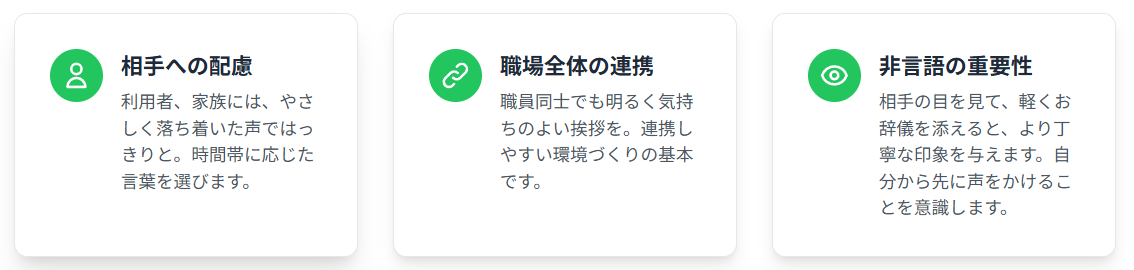 相手への配慮
利用者、家族には、やさ
しく落ち着いた声ではっ
きりと。時間帯に応じた
言葉を選びます。
職場全体の連携
職員同士でも明るく気持
ちのよい挨拶を。連携し
やすい環境づくりの基本
です。
非言語の重要性
相手の目を見て、軽くお
辞儀を添えると、より丁
寧な印象を与えます。自
分から先に声をかけるこ
とを意識します。